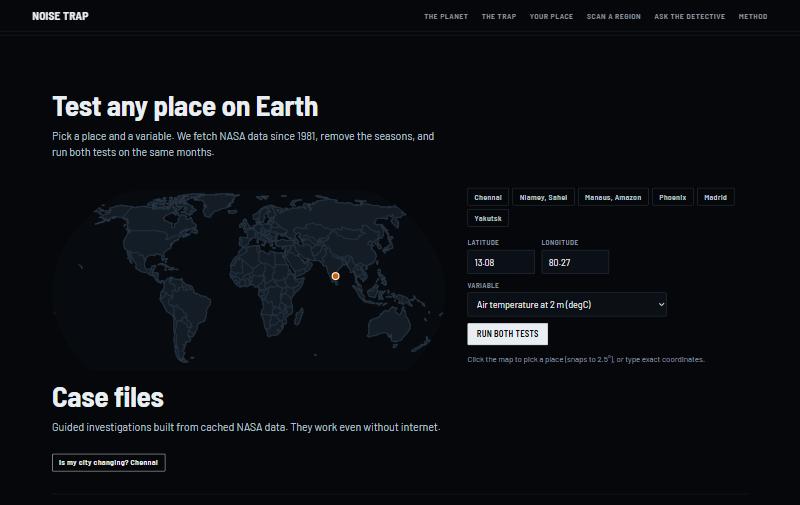 NOISE TRAP
THE PLANET THE TRAP YOUR PLACE SCAN A REGION ASK THE DETECTIVE METHOD
Test any place on Earth
Pick a place and a variable. We fetch NASA data since 1981, remove the seasons, and
run both tests on the same months.
Chennai Niamey, Sahel Manaus, Amazon Phoenix Madrid
Yakutsk
LATITUDE LONGITUDE
13.08 80.27
VARIABLE
Air temperature at 2 m (degC)
RUN BOTH TESTS
Click the map to pick a place (snaps to 2.5°), or type exact coordinates.
Case files
Guided investigations built from cached NASA data. They work even without internet.
Is my city changing? Chennai